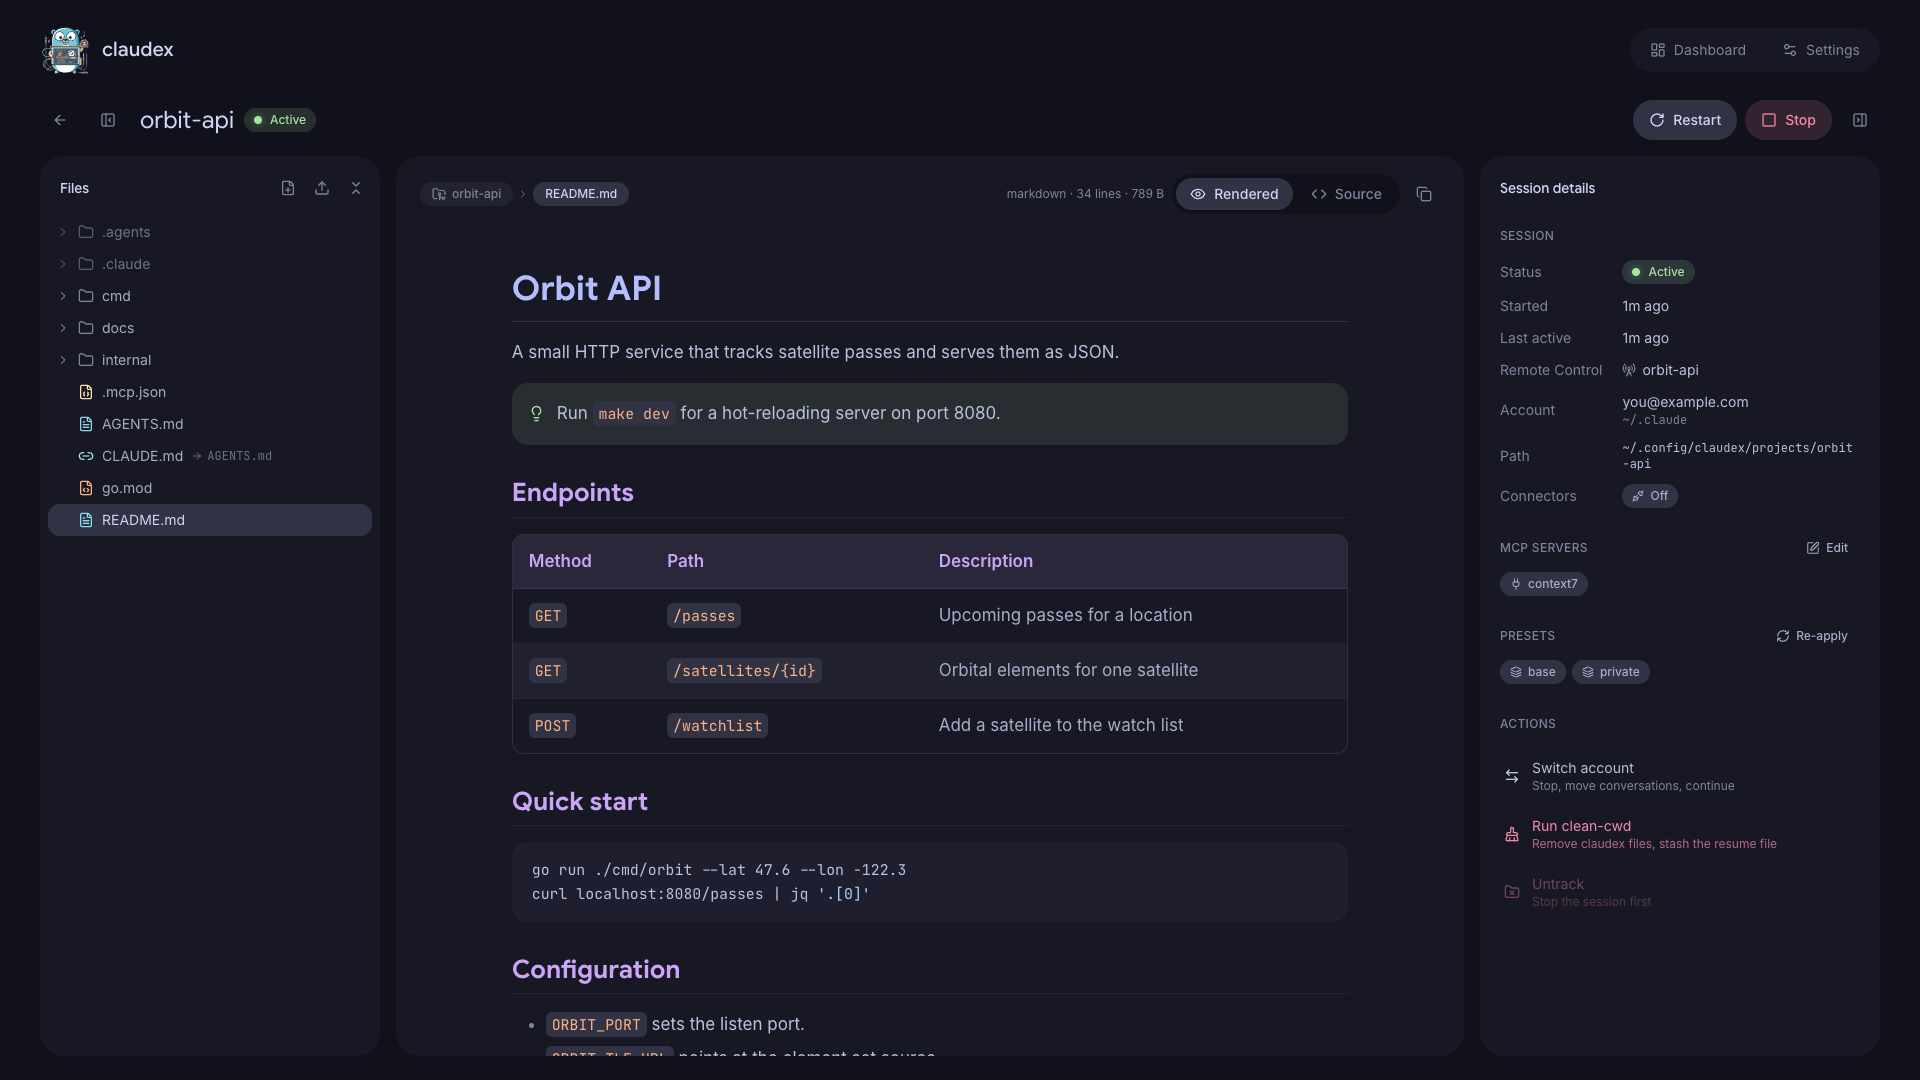 claudex
Dashboard
Settings
orbit-api
Active
Restart
Stop
Files
.agents
.claude
cmd
docs
internal
.mcp.json
AGENTS.md
CLAUDE.md → AGENTS.md
go.mod
README.md
orbit-api › README.md
markdown · 34 lines · 789 B
Rendered
Source
Orbit API
A small HTTP service that tracks satellite passes and serves them as JSON.
Run make dev for a hot-reloading server on port 8080.
Endpoints
Method Path Description
GET /passes Upcoming passes for a location
GET /satellites/{id} Orbital elements for one satellite
POST /watchlist Add a satellite to the watch list
Quick start
go run ./cmd/orbit --lat 47.6 --lon -122.3
curl localhost:8080/passes | jq '.[0]'
Configuration
• ORBIT_PORT sets the listen port.
ORBIT_TLE_URL points at the element set source
Session details
SESSION
Status Active
Started 1m ago
Last active 1m ago
Remote Control orbit-api
Account you@example.com
~/.claude
Path ~/.config/claudex/projects/orbit
-api
Connectors Off
MCP SERVERS Edit
context7
PRESETS Re-apply
base private
ACTIONS
Switch account
Stop, move conversations, continue
Run clean-cwd
Remove claudex files, stash the resume file
Untrack
Stop the session first